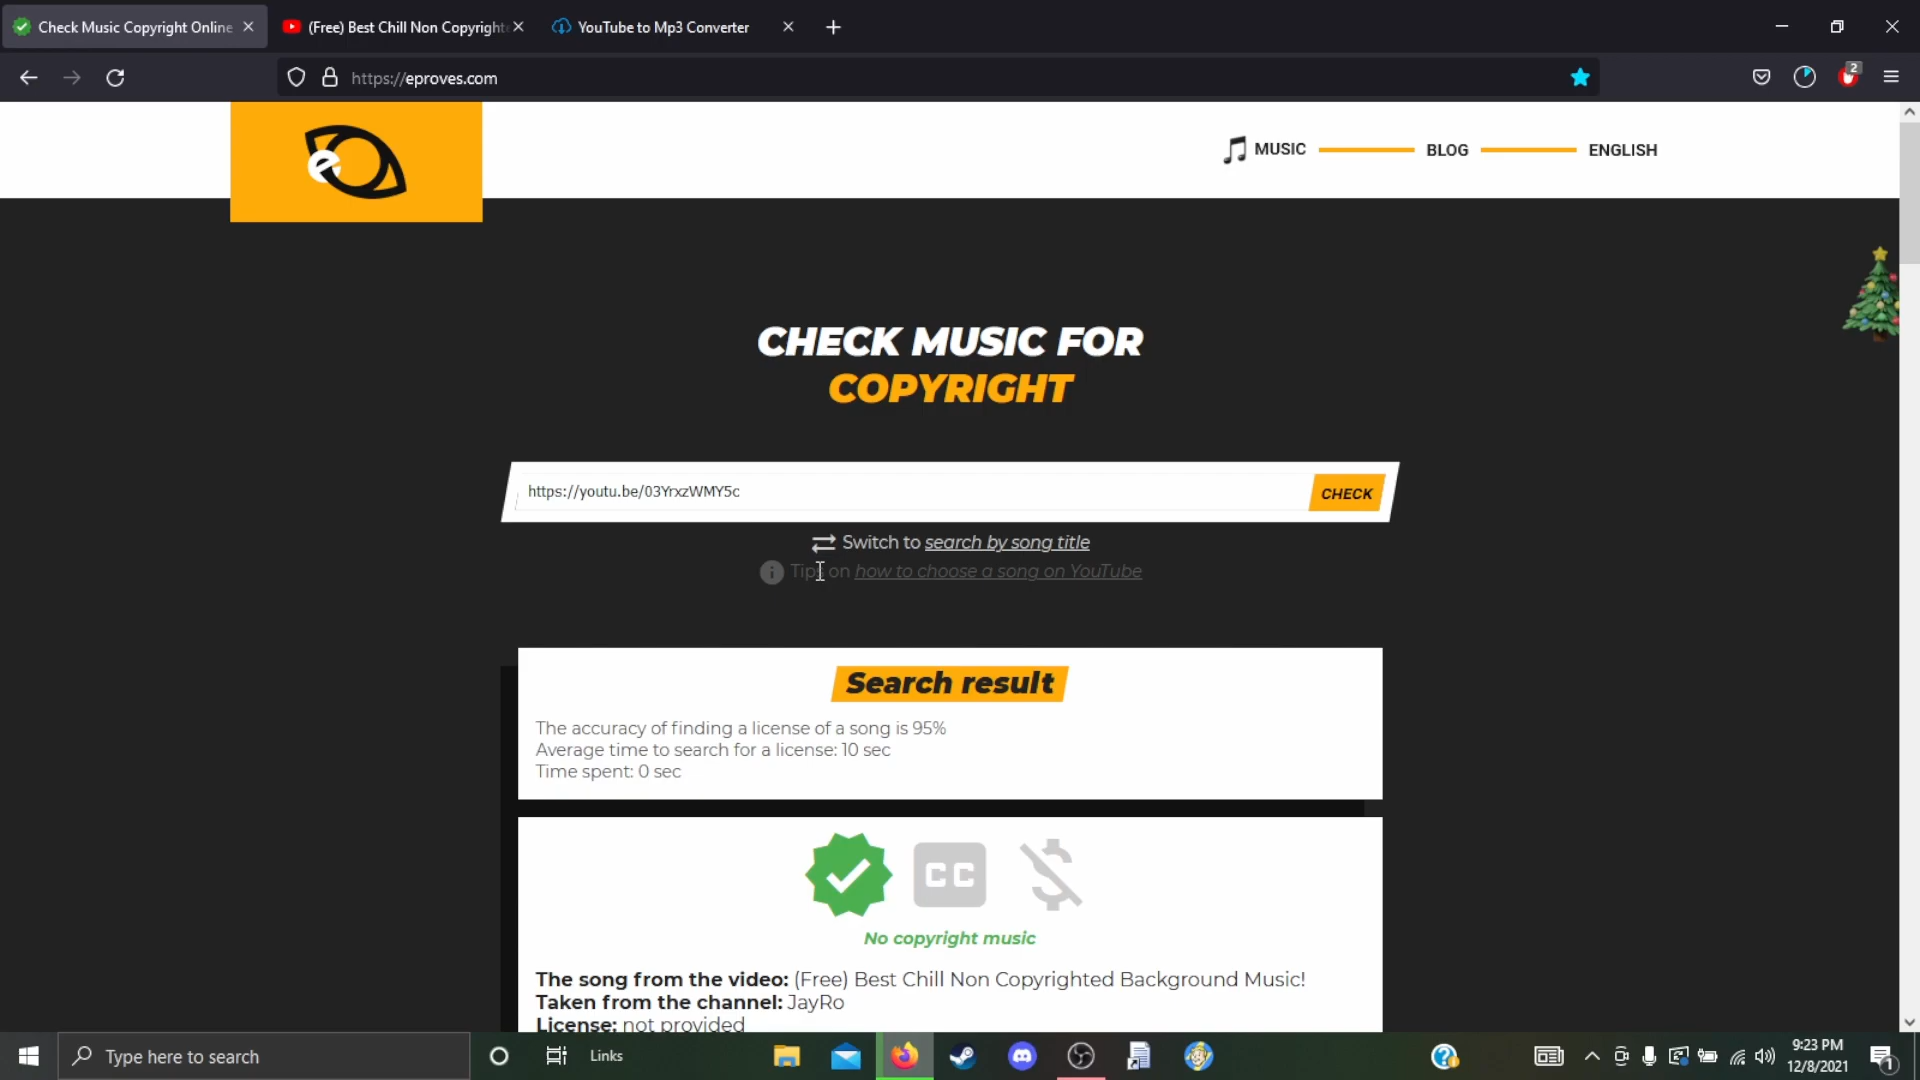 Check Music Copyright Online
(Free) Best Chill Non Copyrighte
YouTube to Mp3 Converter
https://eproves.com
2
e
MUSIC
BLOG
ENGLISH
CHECK MUSIC FOR
COPYRIGHT
https://youtu.be/03YrxzWMY5c
CHECK
Switch to search by song title
Tips on how to choose a song on YouTube
Search result
The accuracy of finding a license of a song is 95%
Average time to search for a license: 10 sec
Time spent: 0 sec
CC
No copyright music
The song from the video: (Free) Best Chill Non Copyrighted Background Music!
Taken from the channel: JayRo
License: not provided
Type here to search
Links
9:23 PM
12/8/2021
1